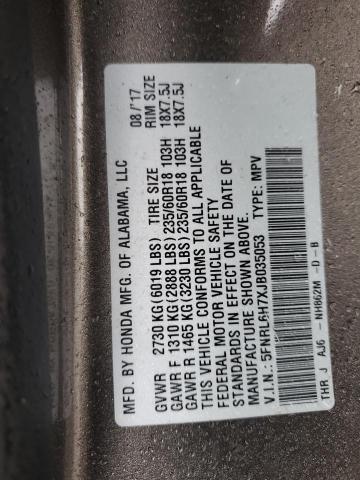 MFD. BY HONDA MFG. OF ALABAMA, LLC 08/'17
GVWR 2730 KG (6019 LBS) TIRE SIZE RIM SIZE
GAWR F 1310 KG (2888 LBS) 235/60R18 103H 18X7.5J
GAWR R 1465 KG (3230 LBS) 235/60R18 103H 18X7.5J
THIS VEHICLE CONFORMS TO ALL APPLICABLE
FEDERAL MOTOR VEHICLE SAFETY
STANDARDS IN EFFECT ON THE DATE OF
MANUFACTURE SHOWN ABOVE.
V.I.N.: 5FNRL6H7XJB035053 TYPE: MPV
THR J AJ6 - NH862M -D -B